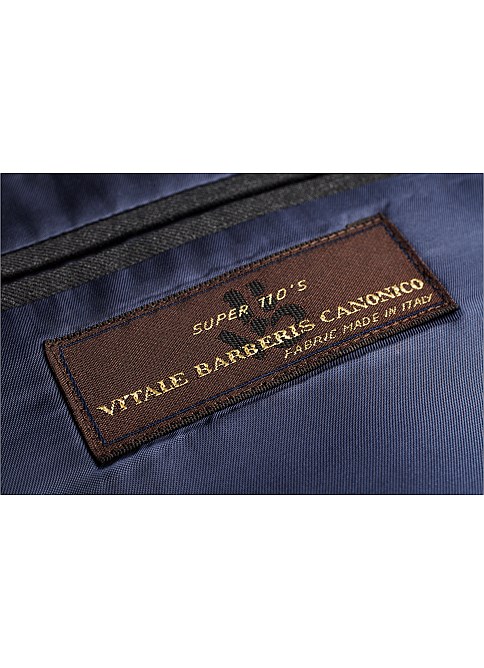 SUPER 110'S
VITALE BARBERIS CANONICO
FABRIC MADE IN ITALY